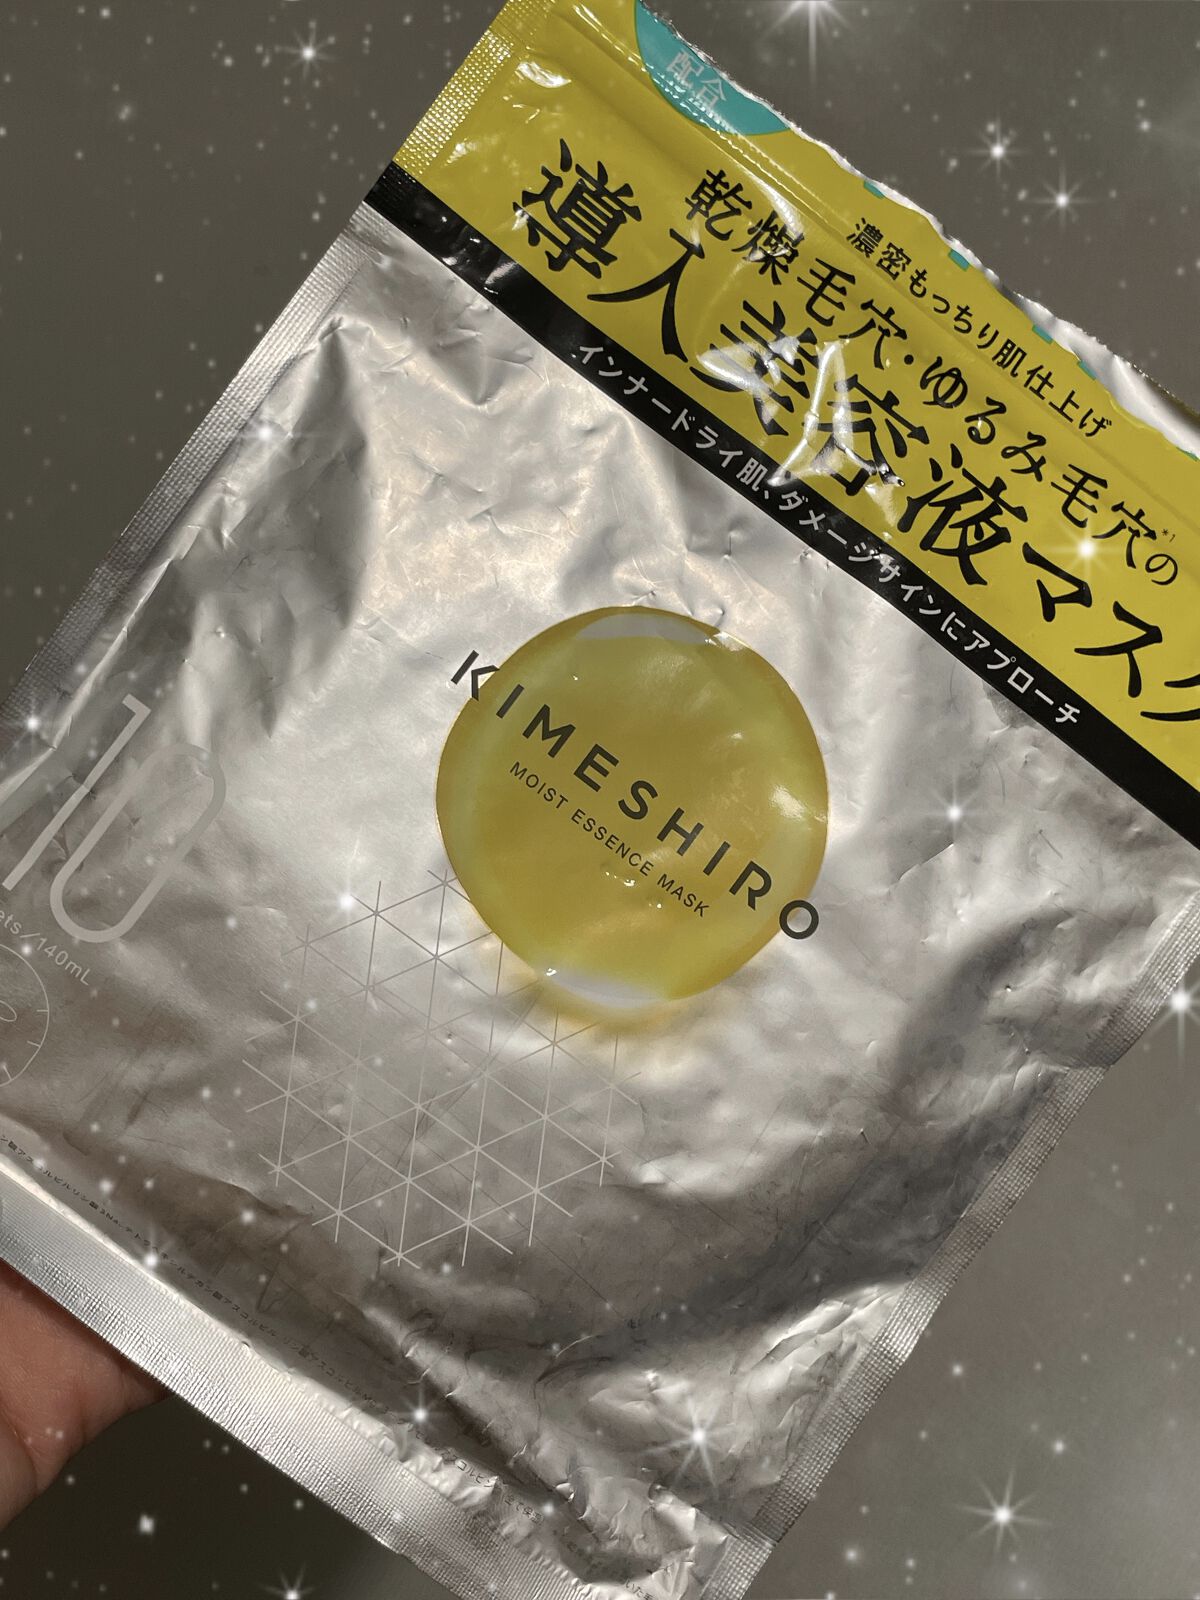 配合
濃密もっちり肌仕上げ
乾燥毛穴・ゆるみ毛穴の*1
導入美容液マスク
インナードライ肌、ダメージサインにアプローチ
KIMESHIRO
MOIST ESSENCE MASK
10
/140mL